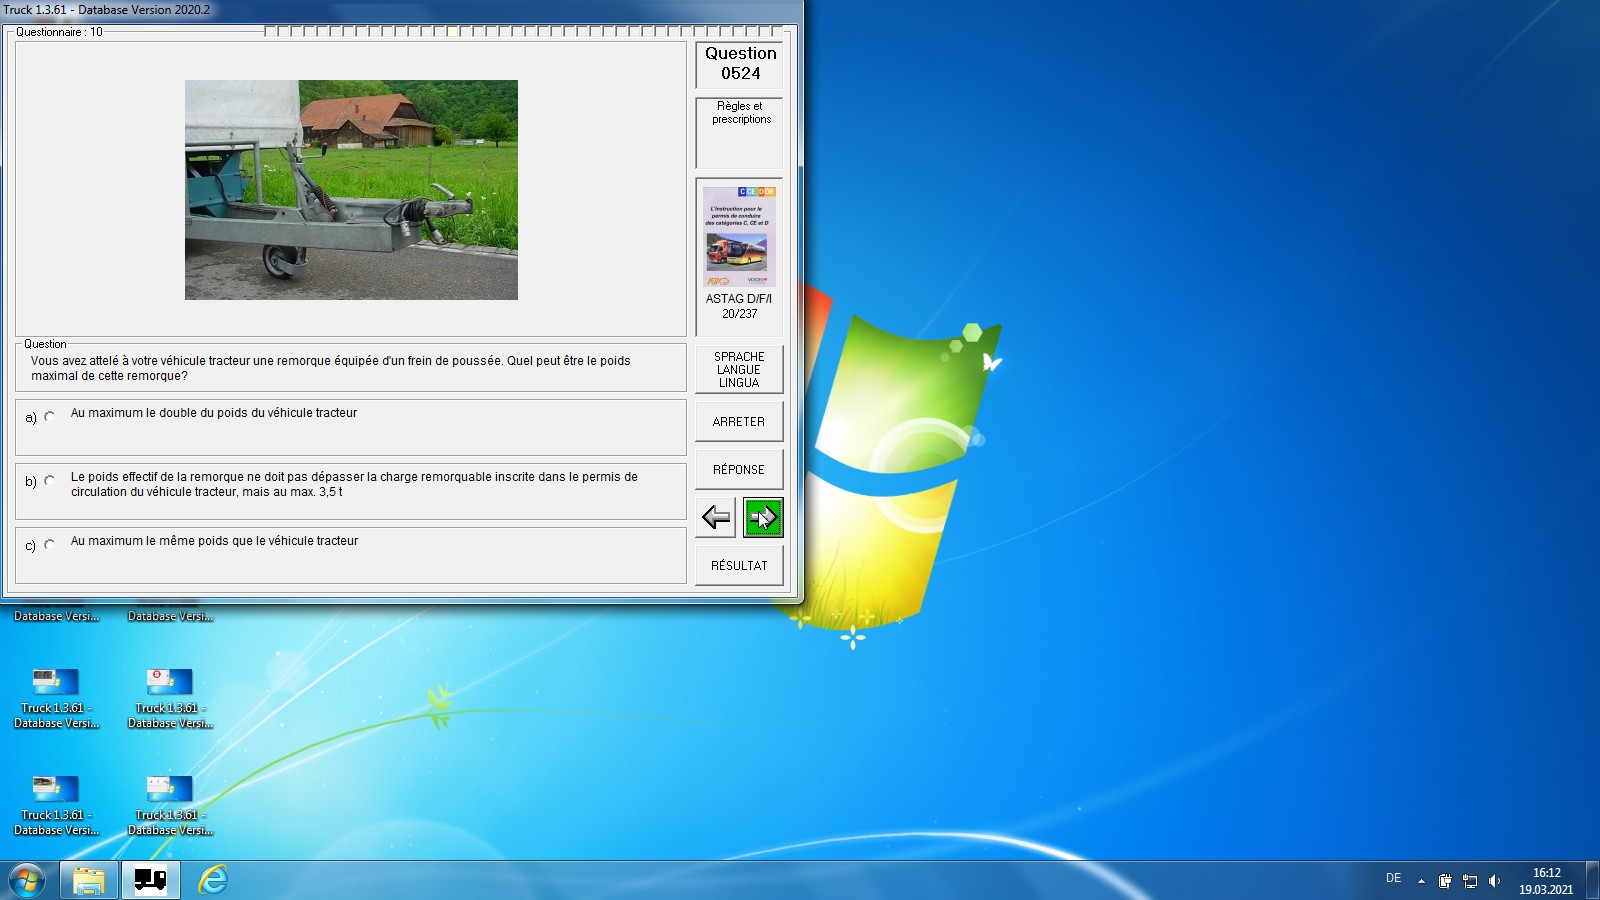 Truck 1.3.61 - Database Version 2020.2
Questionnaire : 10
Question
0524
Règles et
prescriptions
C CE D DE
L'instruction pour le
permis de conduire
des catégories C, CE et D
ASTAG D/F/I
20/237
Question
Vous avez attelé à votre véhicule tracteur une remorque équipée d'un frein de poussée. Quel peut être le poids
maximal de cette remorque?
a) Au maximum le double du poids du véhicule tracteur
b) Le poids effectif de la remorque ne doit pas dépasser la charge remorquable inscrite dans le permis de
circulation du véhicule tracteur, mais au max. 3,5 t
c) Au maximum le même poids que le véhicule tracteur
SPRACHE
LANGUE
LINGUA
ARRETER
RÉPONSE
RÉSULTAT
Database Versi... Database Versi...
Truck 1.3.61 - Truck 1.3.61 -
Database Versi... Database Versi...
Truck 1.3.61 - Truck 1.3.61 -
Database Versi... Database Versi...
DE
16:12
19.03.2021